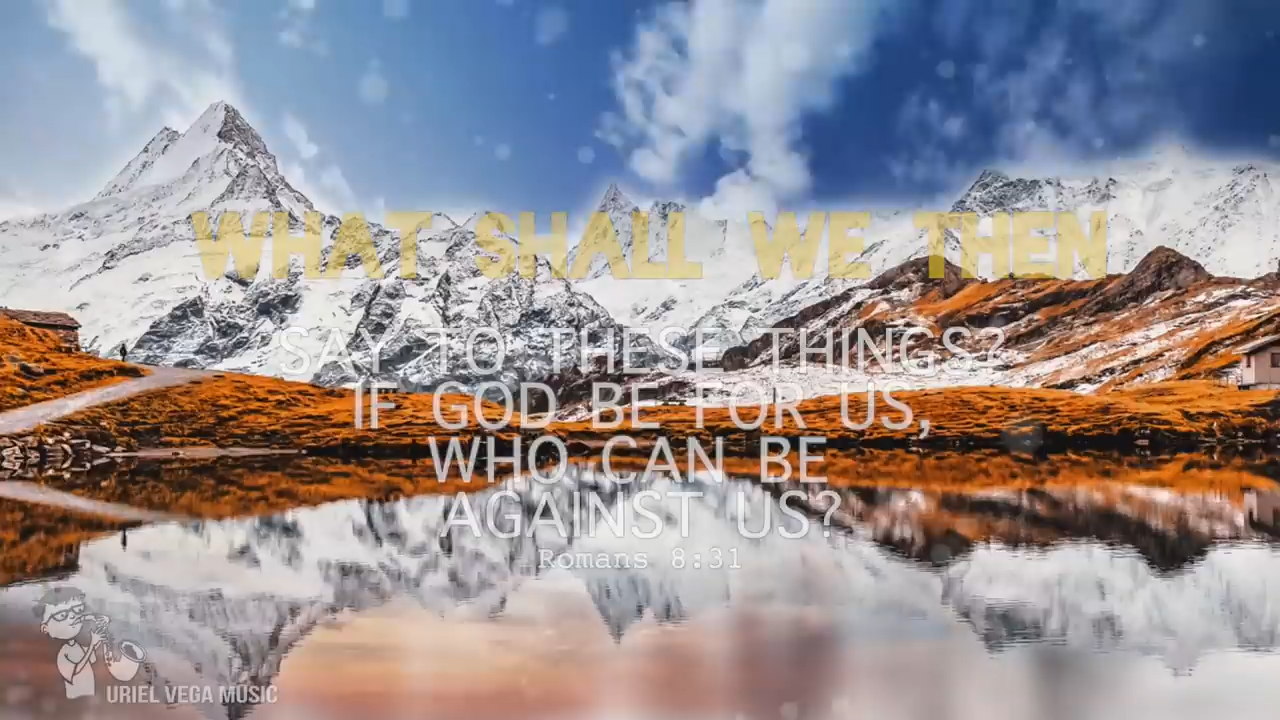 WHAT SHALL WE THEN
SAY TO THESE THINGS?
IF GOD BE FOR US,
WHO CAN BE
AGAINST US?
Romans 8:31
URIEL VEGA MUSIC